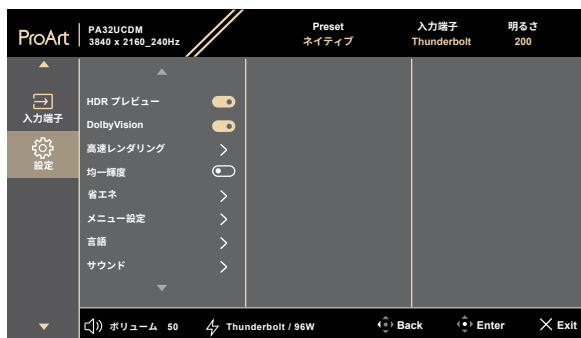 ProArt
PA32UCDM
3840 x 2160_240Hz
Preset
ネイティブ
入力端子
Thunderbolt
明るさ
200
入力端子
設定
HDR プレビュー
DolbyVision
高速レンダリング
均一輝度
省エネ
メニュー設定
言語
サウンド
ボリューム 50
Thunderbolt / 96W
Back
Enter
Exit